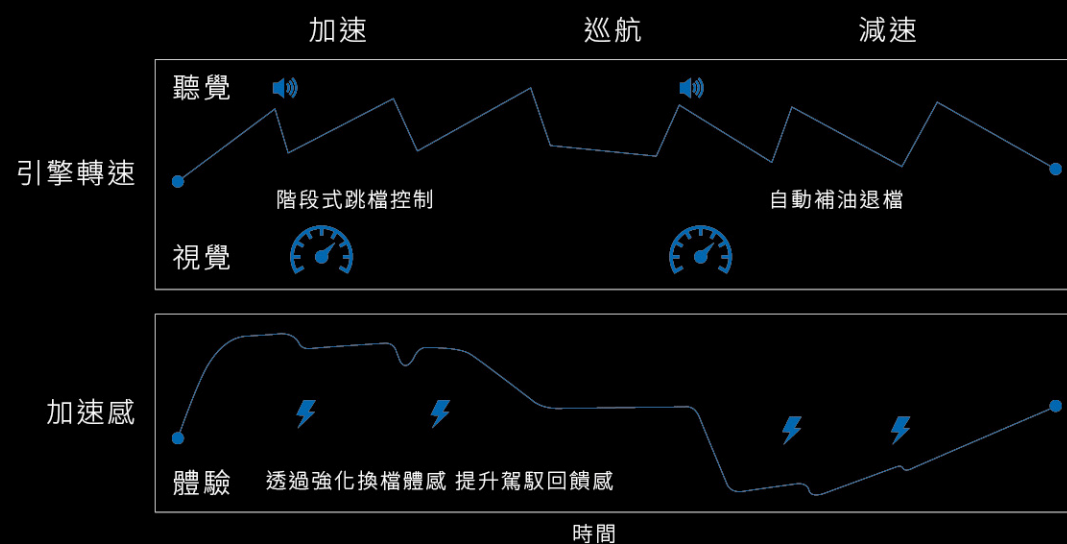 加速 巡航 減速
聽覺
引擎轉速
階段式跳檔控制 自動補油退檔
視覺
加速感
體驗 透過強化換檔體感 提升駕馭回饋感
時間